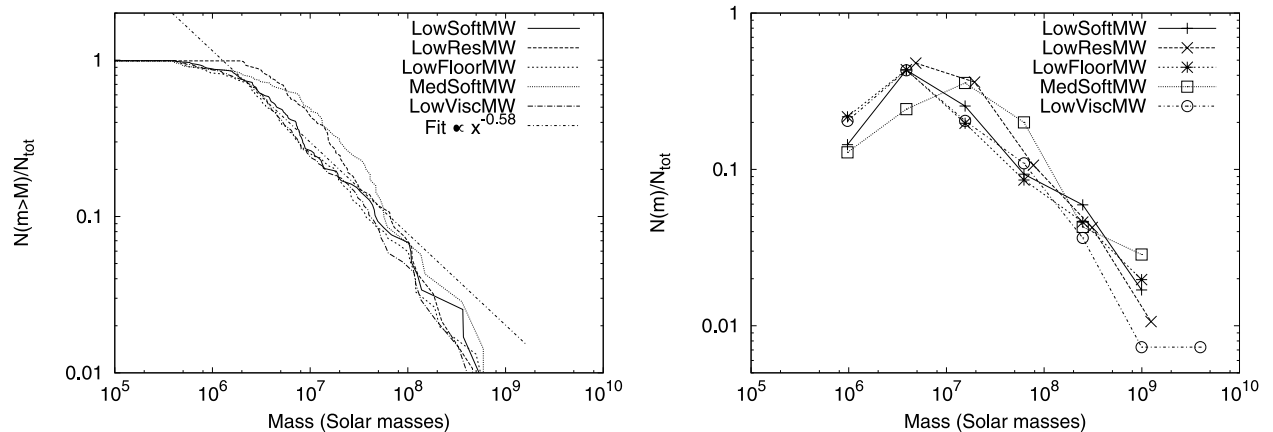 1
0.1
0.01
N(m>M)/N_tot
10^5 10^6 10^7 10^8 10^9 10^10
Mass (Solar masses)
LowSoftMW
LowResMW
LowFloorMW
MedSoftMW
LowViscMW
Fit ∝ x^-0.58
1
0.1
0.01
N(m)/N_tot
10^5 10^6 10^7 10^8 10^9 10^10
Mass (Solar masses)
LowSoftMW
LowResMW
LowFloorMW
MedSoftMW
LowViscMW